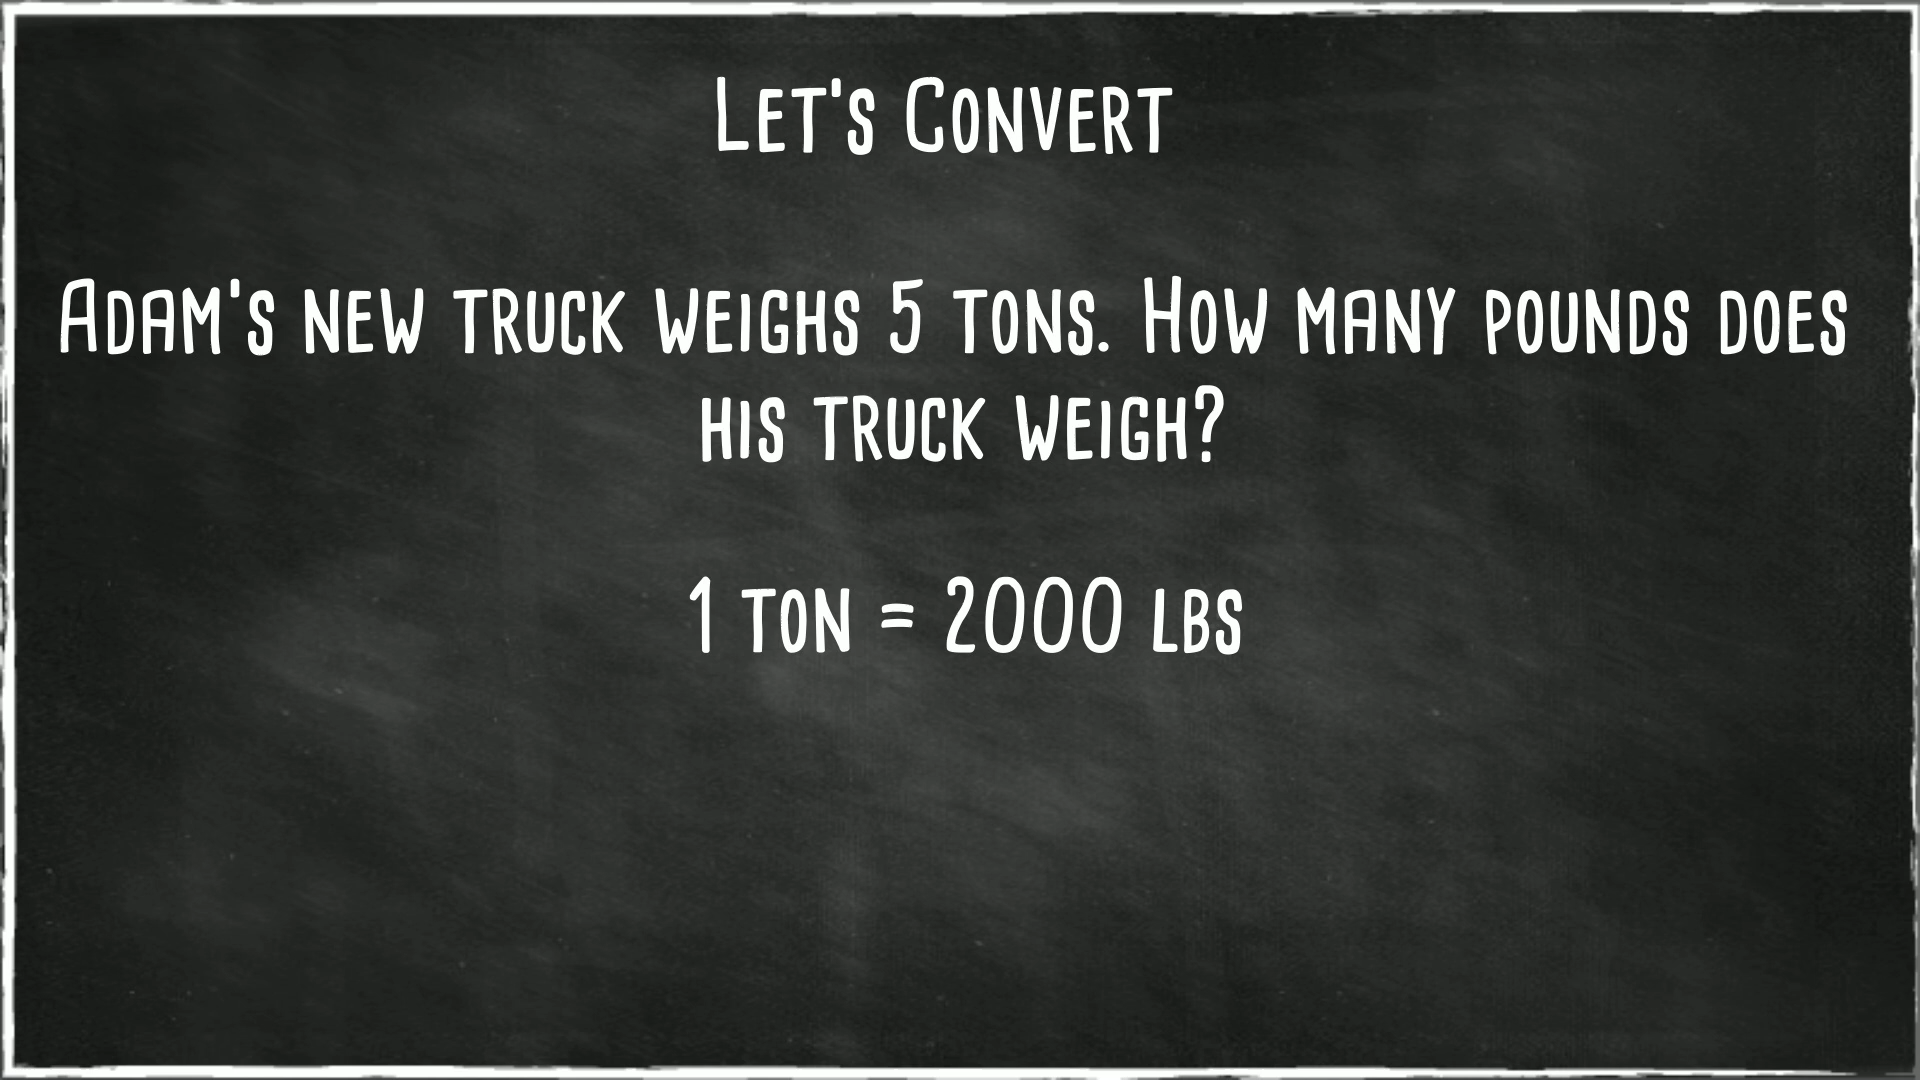 Let's Convert
Adam's new truck weighs 5 tons. How many pounds does
his truck weigh?
1 ton = 2000 lbs